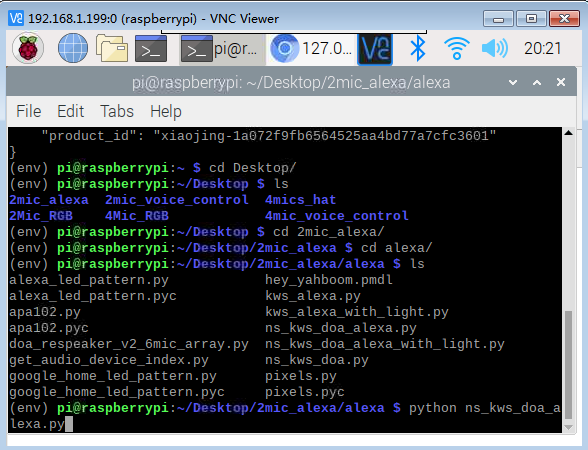 192.168.1.199:0 (raspberrypi) - VNC Viewer
pi@r... 127.0... 20:21
pi@raspberrypi: ~/Desktop/2mic_alexa/alexa
File Edit Tabs Help
"product_id": "xiaojing-1a072f9fb6564525aa4bd77a7cfc3601"
}
(env) pi@raspberrypi:~ $ cd Desktop/
(env) pi@raspberrypi:~/Desktop $ ls
2mic_alexa 2mic_voice_control 4mics_hat
2Mic_RGB 4Mic_RGB 4mic_voice_control
(env) pi@raspberrypi:~/Desktop $ cd 2mic_alexa/
(env) pi@raspberrypi:~/Desktop/2mic_alexa $ cd alexa/
(env) pi@raspberrypi:~/Desktop/2mic_alexa/alexa $ ls
alexa_led_pattern.py hey_yahboom.pmdl
alexa_led_pattern.pyc kws_alexa.py
apa102.py kws_alexa_with_light.py
apa102.pyc ns_kws_doa_alexa.py
doa_respeaker_v2_6mic_array.py ns_kws_doa_alexa_with_light.py
get_audio_device_index.py ns_kws_doa.py
google_home_led_pattern.py pixels.py
google_home_led_pattern.pyc pixels.pyc
(env) pi@raspberrypi:~/Desktop/2mic_alexa/alexa $ python ns_kws_doa_a
lexa.py